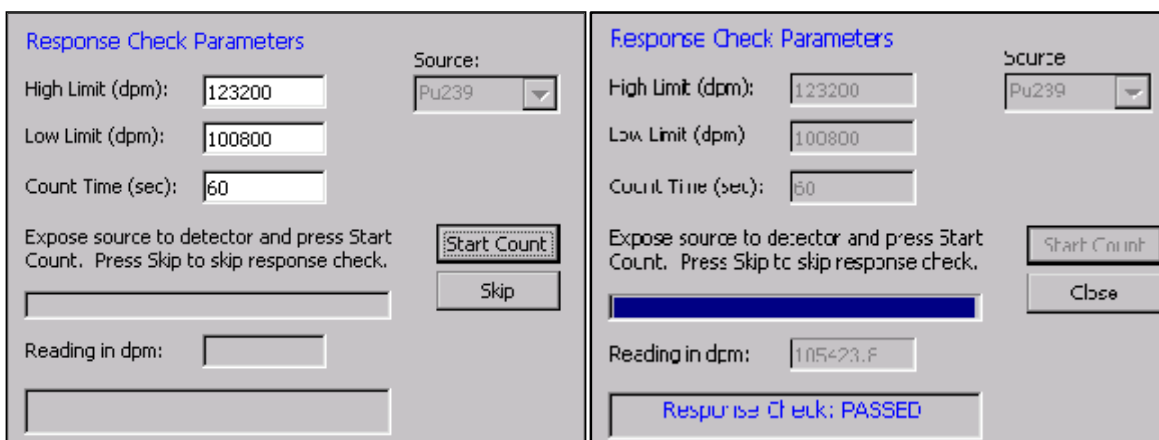 Response Check Parameters
Source:
High Limit (dpm): 123200
Pu239
Low Limit (dpm): 100800
Count Time (sec): 60
Expose source to detector and press Start
Count. Press Skip to skip response check.
Start Count
Skip
Reading in dpm:
Response Check Parameters
Source
High Limit (dpm): 123200
Pu239
Low Limit (dpm) 100800
Count Time (sec): 60
Expose source to detector and press Start
Count. Press Skip to skip response check.
Start Count
Close
Reading in dpm: 105423.8
Response Check: PASSED